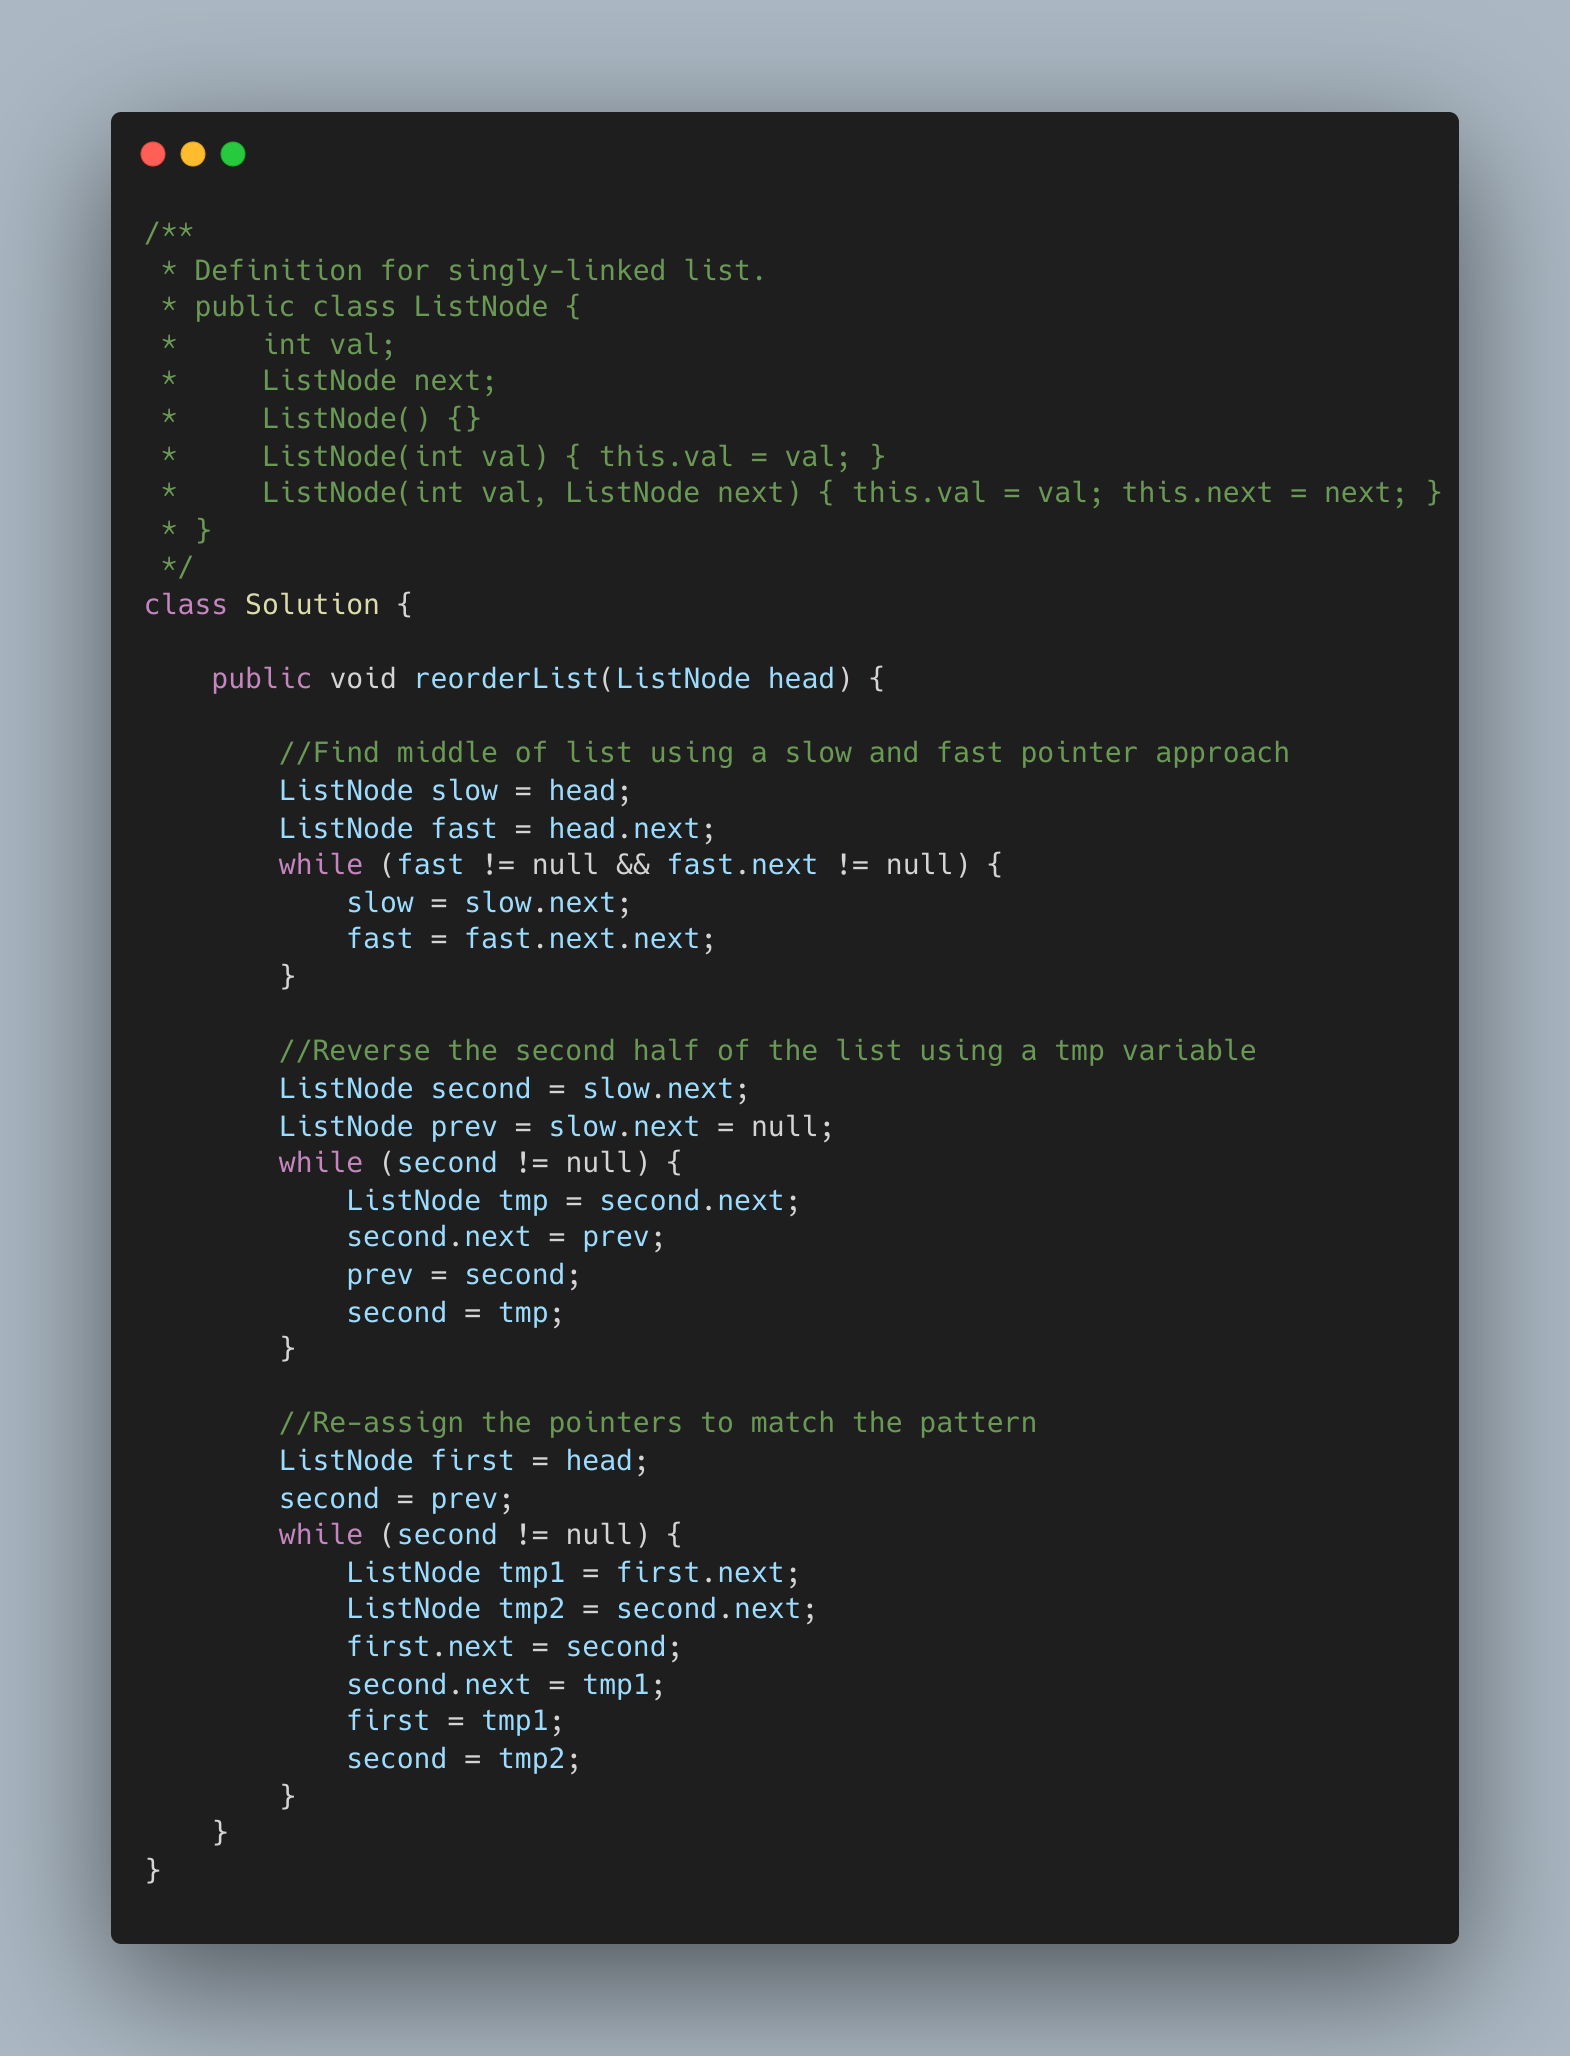 /**
 * Definition for singly-linked list.
 * public class ListNode {
 *     int val;
 *     ListNode next;
 *     ListNode() {}
 *     ListNode(int val) { this.val = val; }
 *     ListNode(int val, ListNode next) { this.val = val; this.next = next; }
 * }
 */
class Solution {

    public void reorderList(ListNode head) {

        //Find middle of list using a slow and fast pointer approach
        ListNode slow = head;
        ListNode fast = head.next;
        while (fast != null && fast.next != null) {
            slow = slow.next;
            fast = fast.next.next;
        }

        //Reverse the second half of the list using a tmp variable
        ListNode second = slow.next;
        ListNode prev = slow.next = null;
        while (second != null) {
            ListNode tmp = second.next;
            second.next = prev;
            prev = second;
            second = tmp;
        }

        //Re-assign the pointers to match the pattern
        ListNode first = head;
        second = prev;
        while (second != null) {
            ListNode tmp1 = first.next;
            ListNode tmp2 = second.next;
            first.next = second;
            second.next = tmp1;
            first = tmp1;
            second = tmp2;
        }
    }
}